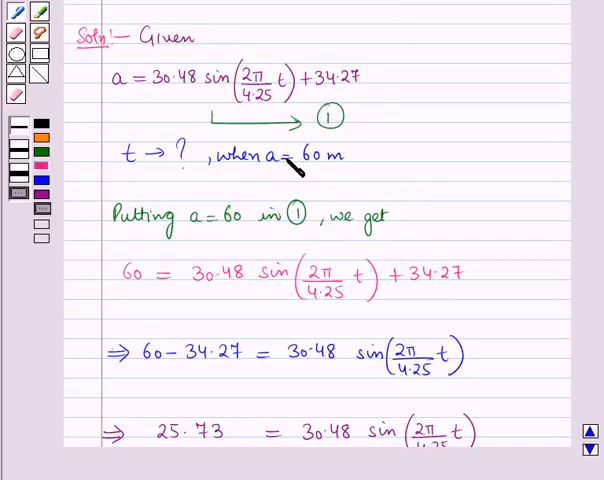 Soln!- Given
a = 30.48 sin(2π/4.25 t) + 34.27
①
t → ? , when a = 60 m
Putting a = 60 in ① , we get
60 = 30.48 sin(2π/4.25 t) + 34.27
⇒ 60 - 34.27 = 30.48 sin(2π/4.25 t)
⇒ 25.73 = 30.48 sin(2π/4.25 t)